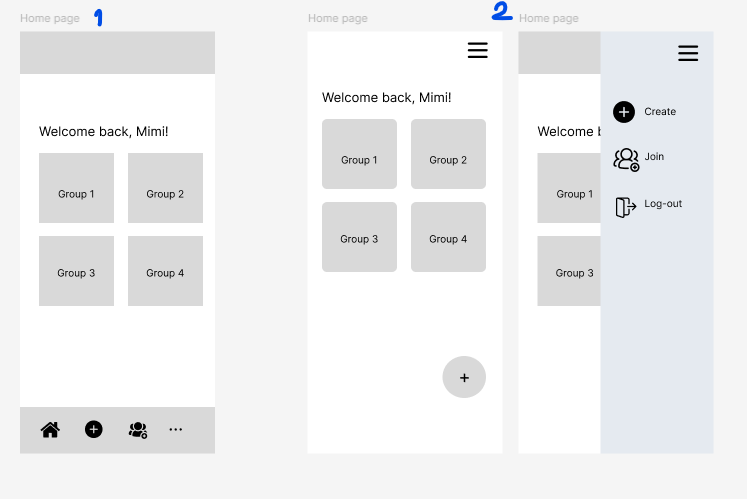 Home page 1
Welcome back, Mimi!
Group 1 Group 2
Group 3 Group 4
Home page
Welcome back, Mimi!
Group 1 Group 2
Group 3 Group 4
+
2 Home page
Welcome b
Group 1
Group 3
Create
Join
Log-out